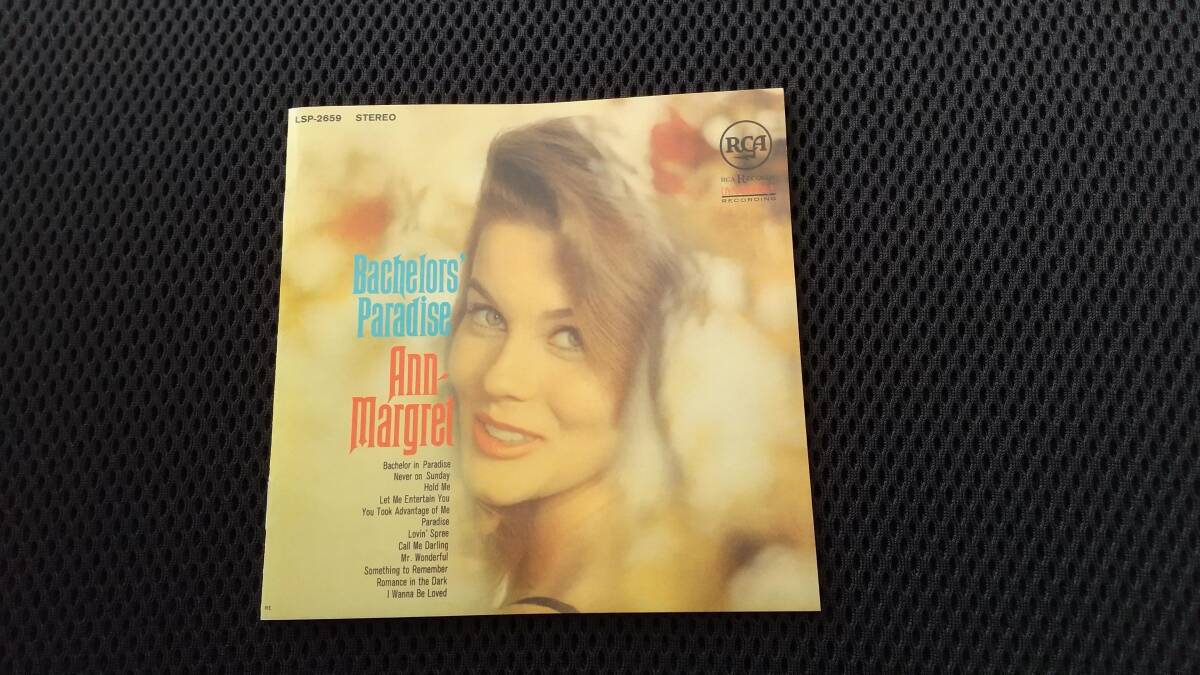 LSP-2659 STEREO
RCA
RCA RECORDS
RECORDING
Bachelors'
Paradise
Ann-
Margret
Bachelor in Paradise
Never on Sunday
Hold Me
Let Me Entertain You
You Took Advantage of Me
Paradise
Lovin' Spree
Call Me Darling
Mr. Wonderful
Something to Remember
Romance in the Dark
I Wanna Be Loved